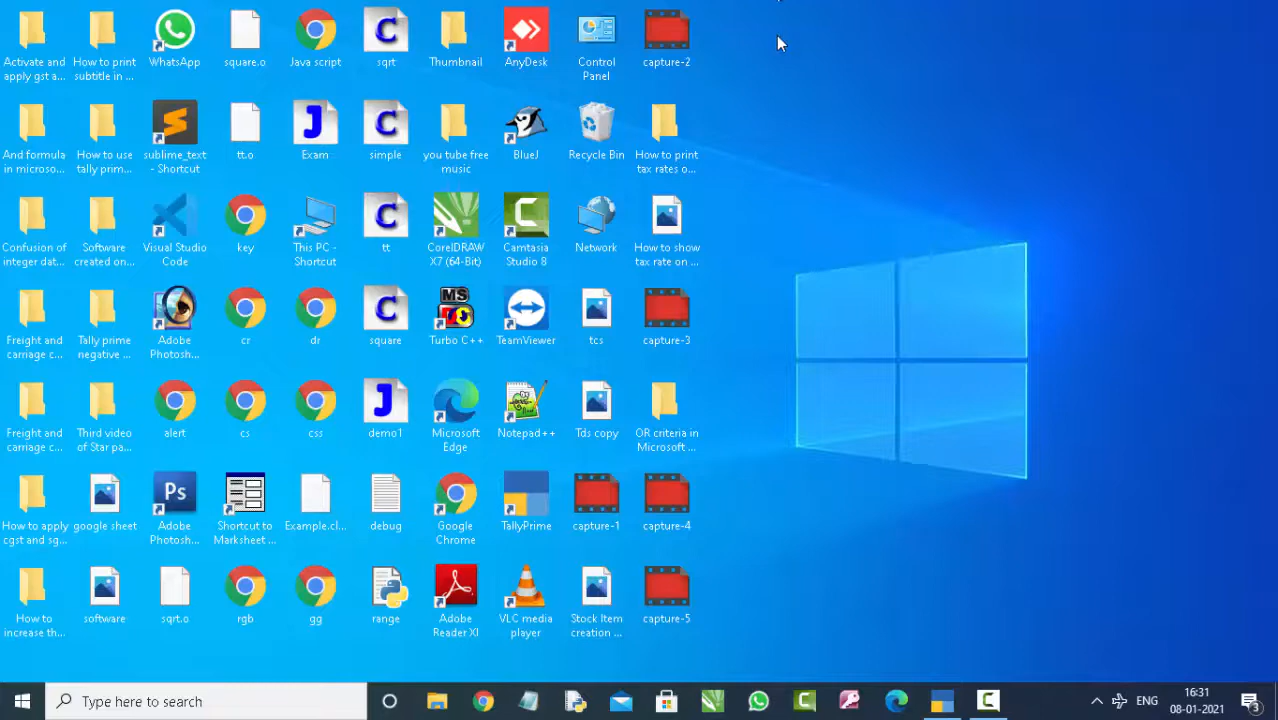 Activate and
apply gst a...
How to print
subtitle in ...
WhatsApp
square.o
Java script
sqrt
Thumbnail
AnyDesk
Control
Panel
capture-2
And formula
in microso...
How to use
tally prim...
sublime_text
- Shortcut
tt.o
Exam
simple
you tube free
music
BlueJ
Recycle Bin
How to print
tax rates o...
Confusion of
integer dat...
Software
created on...
Visual Studio
Code
key
This PC -
Shortcut
tt
CorelDRAW
X7 (64-Bit)
Camtasia
Studio 8
Network
How to show
tax rate on ...
Freight and
carriage c...
Tally prime
negative ...
Adobe
Photosh...
cr
dr
square
MS
Turbo C++
TeamViewer
tcs
capture-3
Freight and
carriage c...
Third video
of Star pa...
alert
cs
css
demo1
Microsoft
Edge
Notepad++
Tds copy
OR criteria in
Microsoft ...
How to apply
cgst and sg...
google sheet
Ps
Adobe
Photosh...
Shortcut to
Marksheet ...
Example.cl...
debug
Google
Chrome
TallyPrime
capture-1
capture-4
How to
increase th...
software
sqrt.o
rgb
gg
range
Adobe
Reader XI
VLC media
player
Stock Item
creation ...
capture-5
Type here to search
ENG
16:31
08-01-2021
3